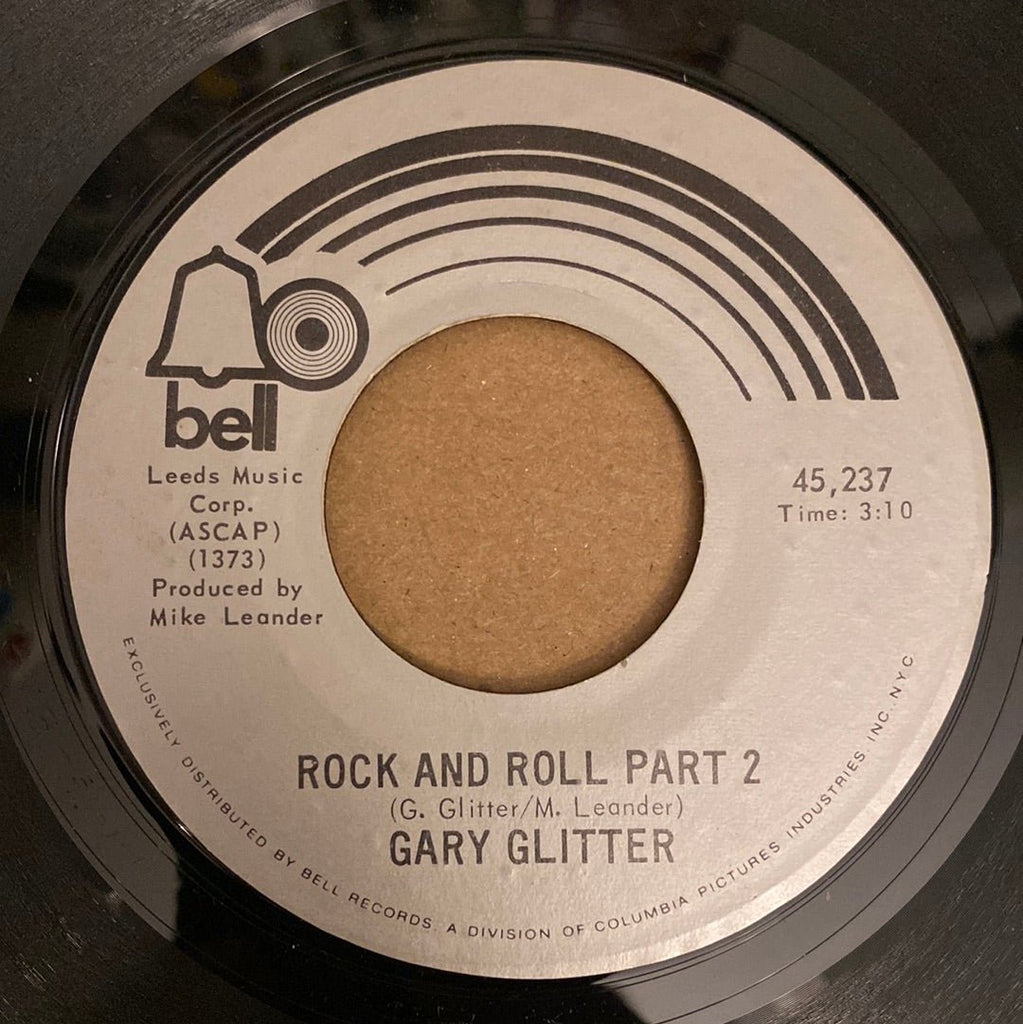 bell
Leeds Music
Corp.
(ASCAP)
(1373)
Produced by
Mike Leander
45,237
Time: 3:10
ROCK AND ROLL PART 2
(G. Glitter/M. Leander)
GARY GLITTER
EXCLUSIVELY DISTRIBUTED BY BELL RECORDS, A DIVISION OF COLUMBIA PICTURES INDUSTRIES, INC. N.Y.C